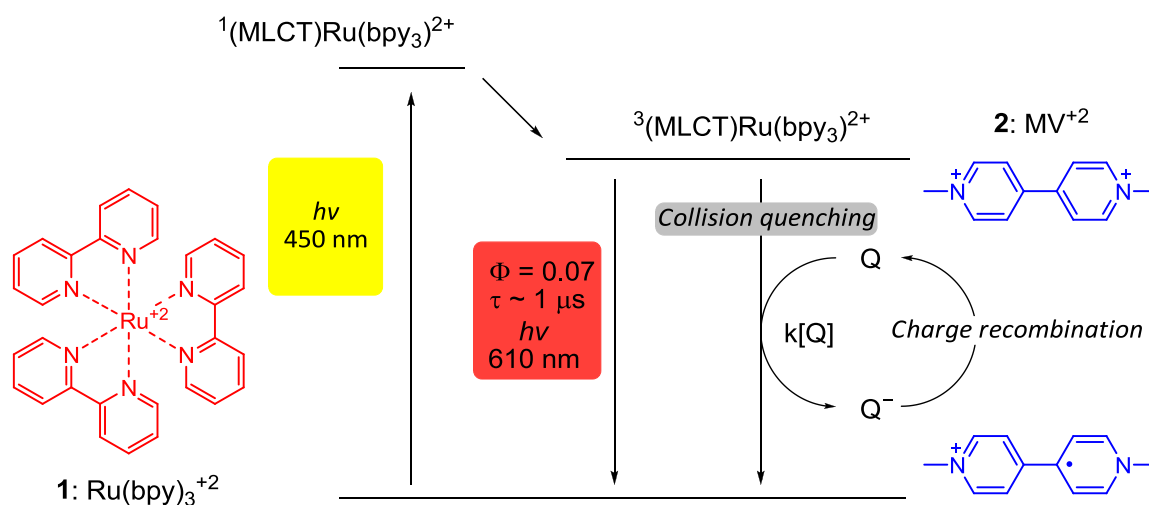 ¹(MLCT)Ru(bpy₃)²⁺
³(MLCT)Ru(bpy₃)²⁺
2: MV⁺²
hν
450 nm
Collision quenching
Φ = 0.07
τ ~ 1 μs
hν
610 nm
Q
k[Q]
Charge recombination
Q⁻
N
N
N
N
N
N
Ru⁺²
1: Ru(bpy)₃⁺²
N
+
N
+
N
+
N